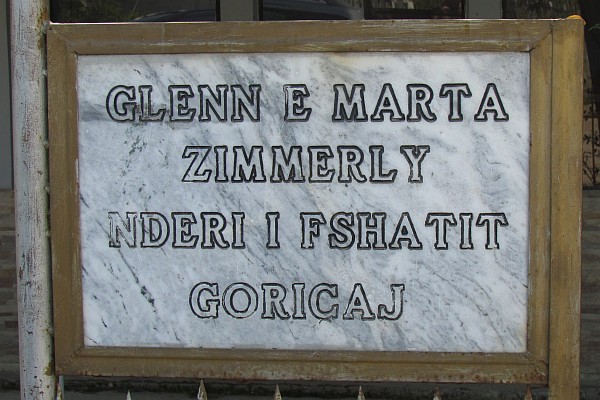 GLENN E MARTA
ZIMMERLY
NDERI I FSHATIT
GORICAJ